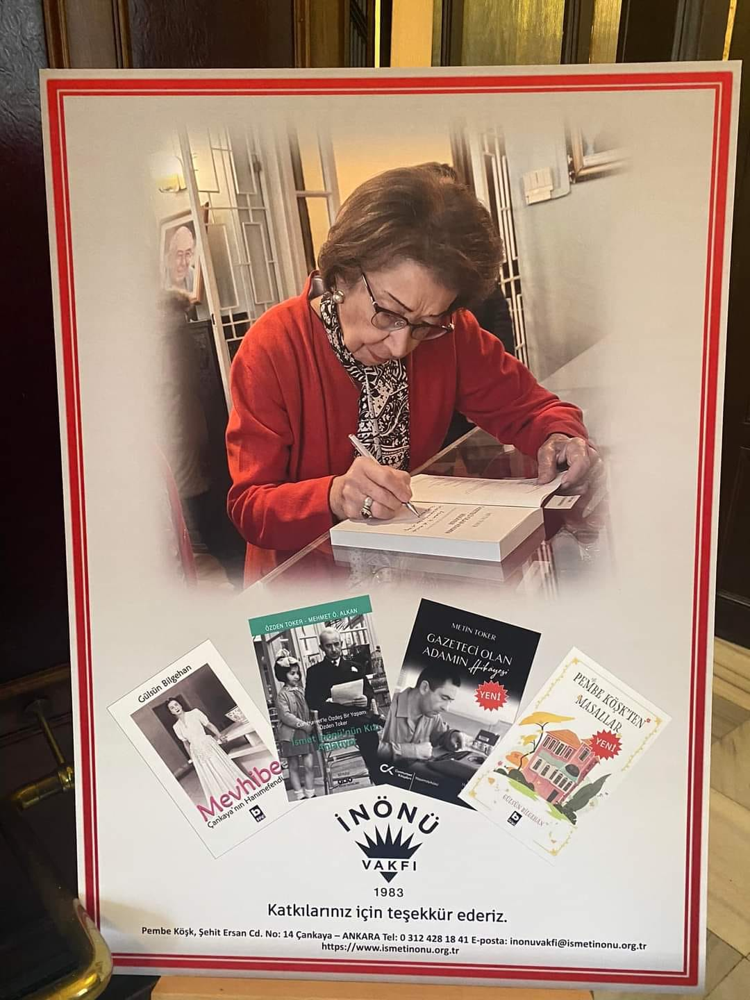 ÖZDEN TOKER - MEHMET Ö. ALKAN
Cumhuriyet'le Özdeş Bir Yaşam
Özden Toker
İsmet İnönü'nün Kızı
Anlatıyor
METİN TOKER
GAZETECİ OLAN
ADAMIN Hikayesi
YENİ
Cumhuriyet
Kitapları
Gülsün Bilgehan
Mevhibe
Çankaya'nın Hanımefendisi
PEMBE KÖŞK'TEN
MASALLAR
YENİ
GÜLSÜN BİLGEHAN
İNÖNÜ
VAKFI
1983
Katkılarınız için teşekkür ederiz.
Pembe Köşk, Şehit Ersan Cd. No: 14 Çankaya – ANKARA Tel: 0 312 428 18 41 E-posta: inonuvakfi@ismetinonu.org.tr
https://www.ismetinonu.org.tr